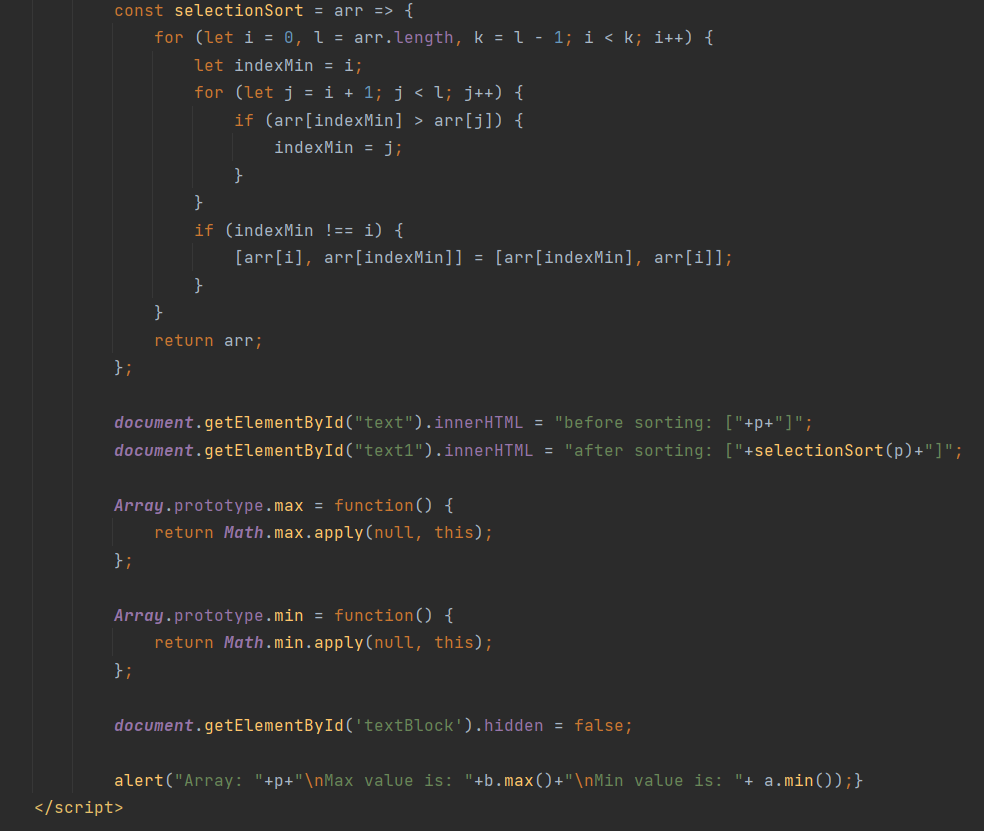 const selectionSort = arr => {
for (let i = 0, l = arr.length, k = l - 1; i < k; i++) {
let indexMin = i;
for (let j = i + 1; j < l; j++) {
if (arr[indexMin] > arr[j]) {
indexMin = j;
}
}
if (indexMin !== i) {
[arr[i], arr[indexMin]] = [arr[indexMin], arr[i]];
}
}
return arr;
};
document.getElementById("text").innerHTML = "before sorting: ["+p+"]";
document.getElementById("text1").innerHTML = "after sorting: ["+selectionSort(p)+"]";
Array.prototype.max = function() {
return Math.max.apply(null, this);
};
Array.prototype.min = function() {
return Math.min.apply(null, this);
};
document.getElementById('textBlock').hidden = false;
alert("Array: "+p+"\nMax value is: "+b.max()+"\nMin value is: "+ a.min());}
</script>